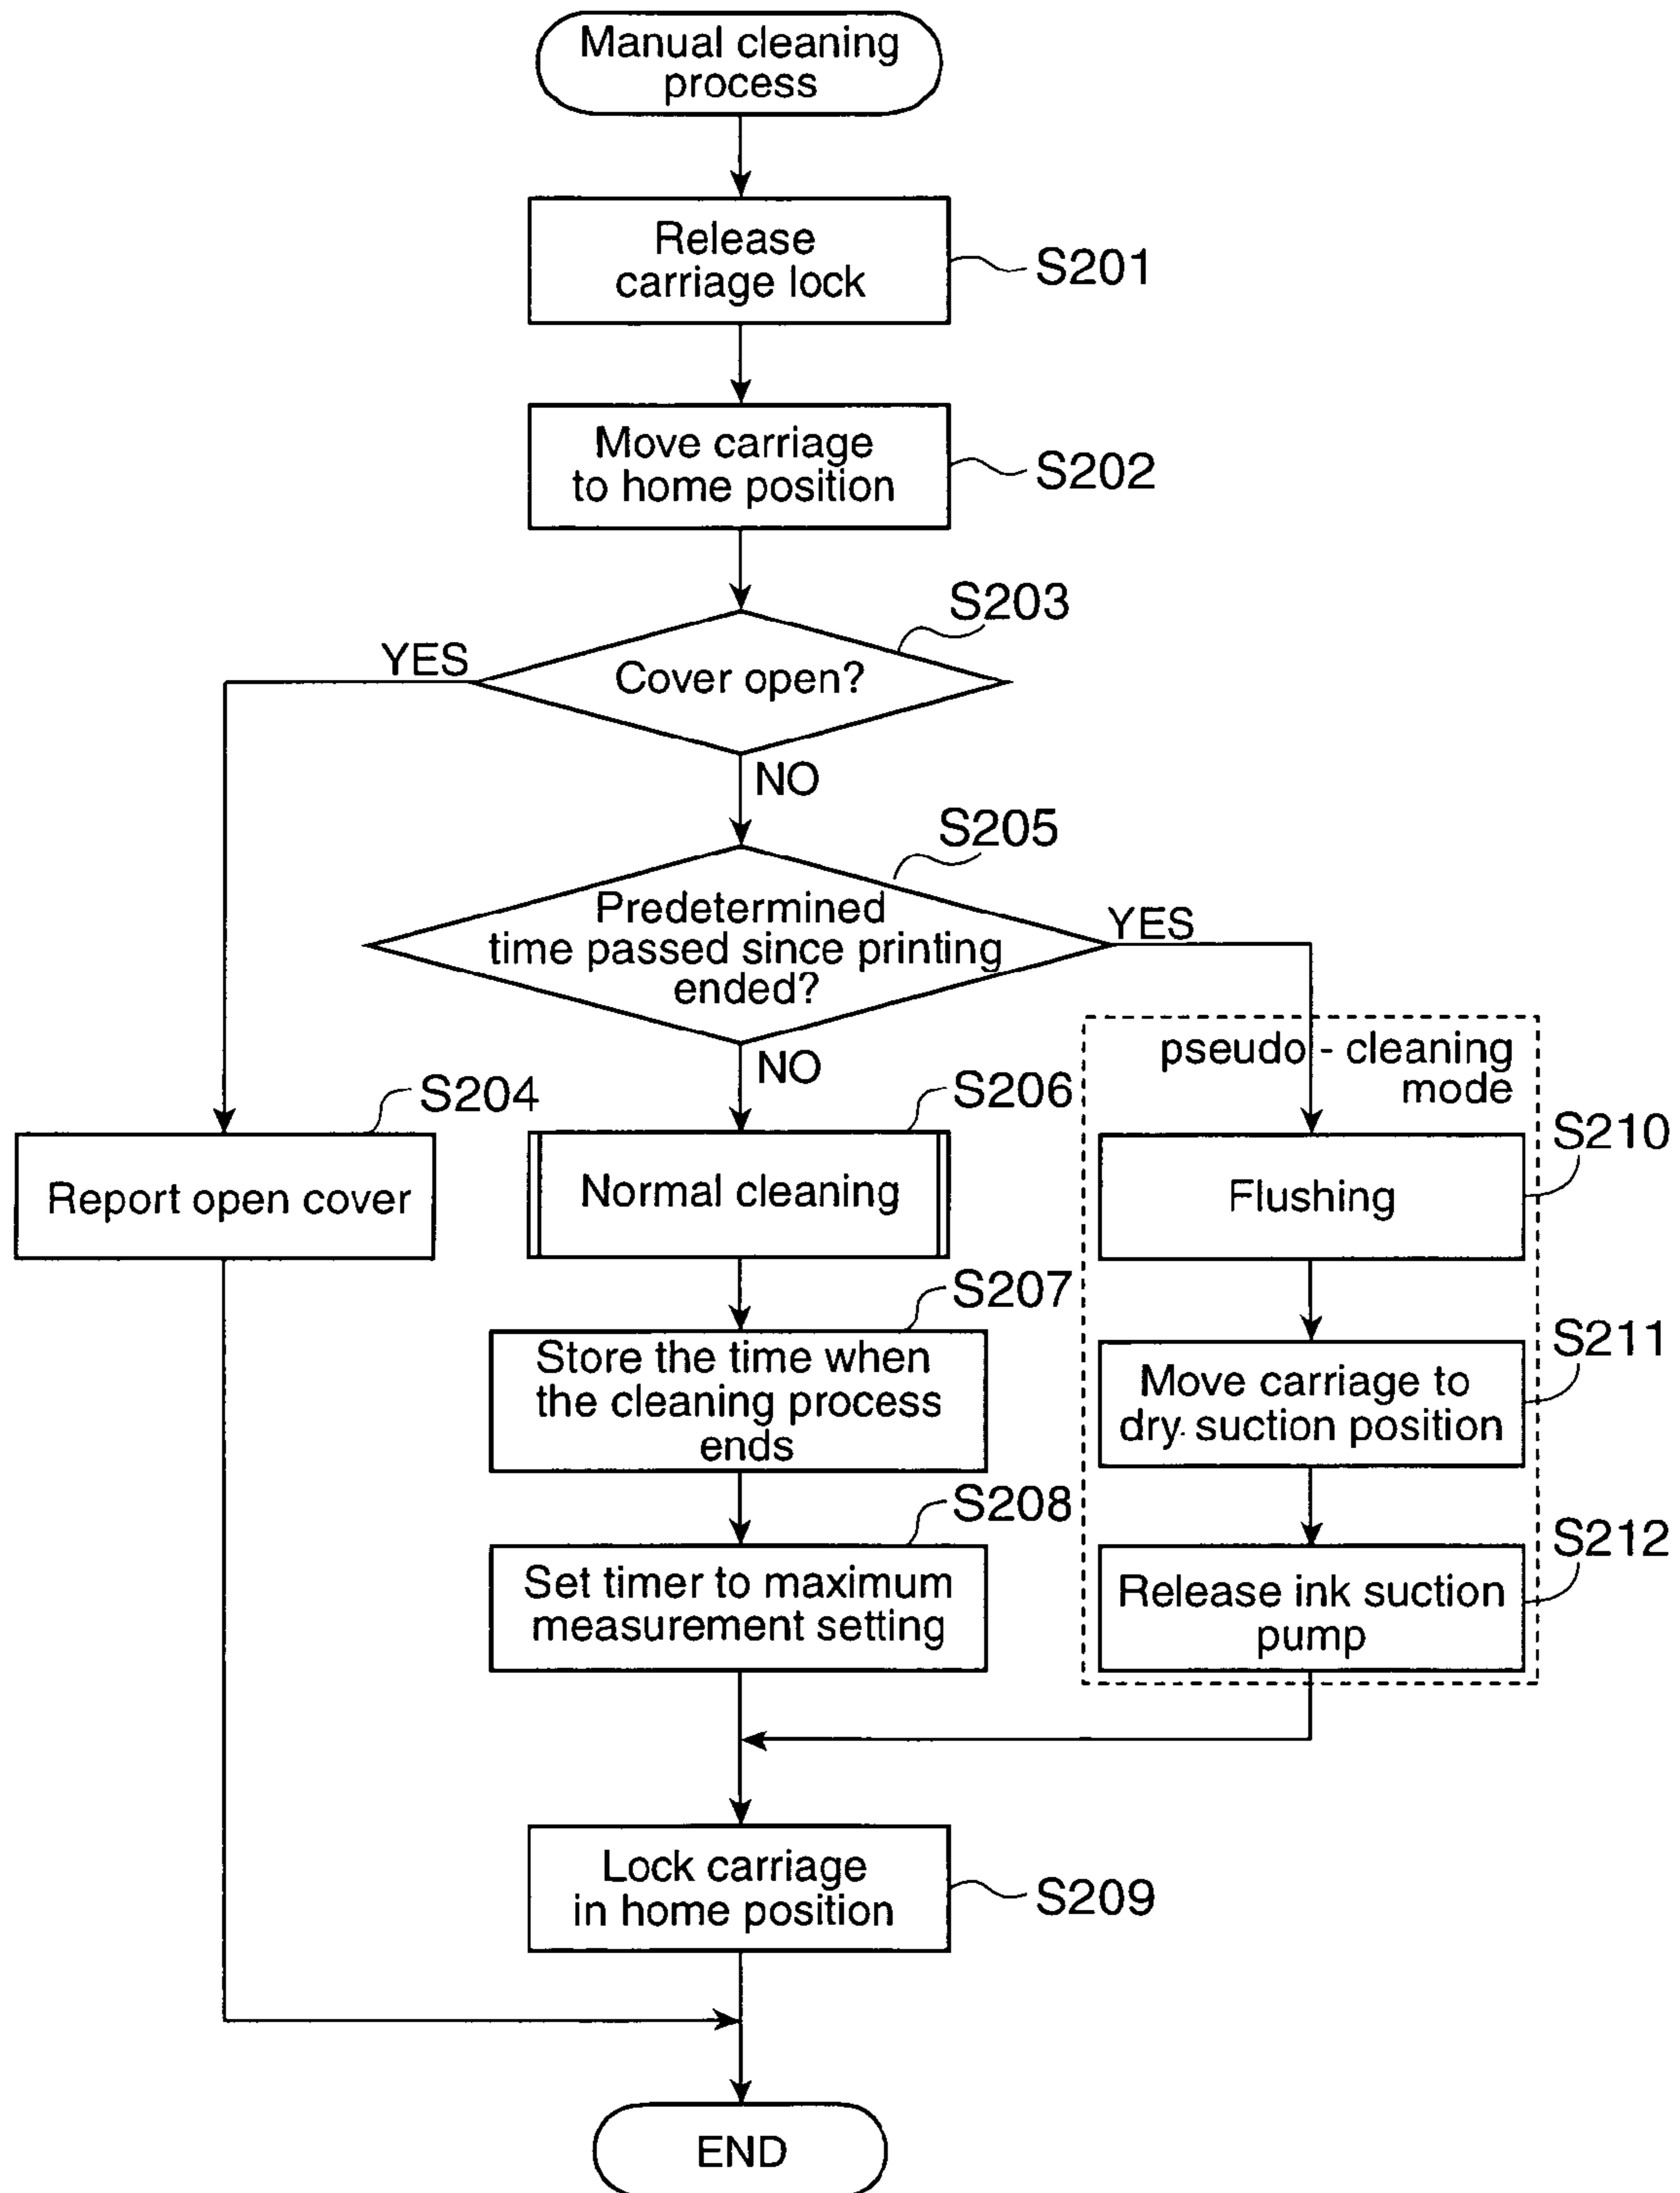 Manual cleaning
process
Release
carriage lock
S201
Move carriage
to home position
S202
S203
Cover open?
YES
NO
S205
Predetermined
time passed since printing
ended?
YES
NO
pseudo - cleaning
mode
S204
Report open cover
S206
Normal cleaning
S210
Flushing
S207
Store the time when
the cleaning process
ends
S211
Move carriage to
dry suction position
S208
Set timer to maximum
measurement setting
S212
Release ink suction
pump
Lock carriage
in home position
S209
END